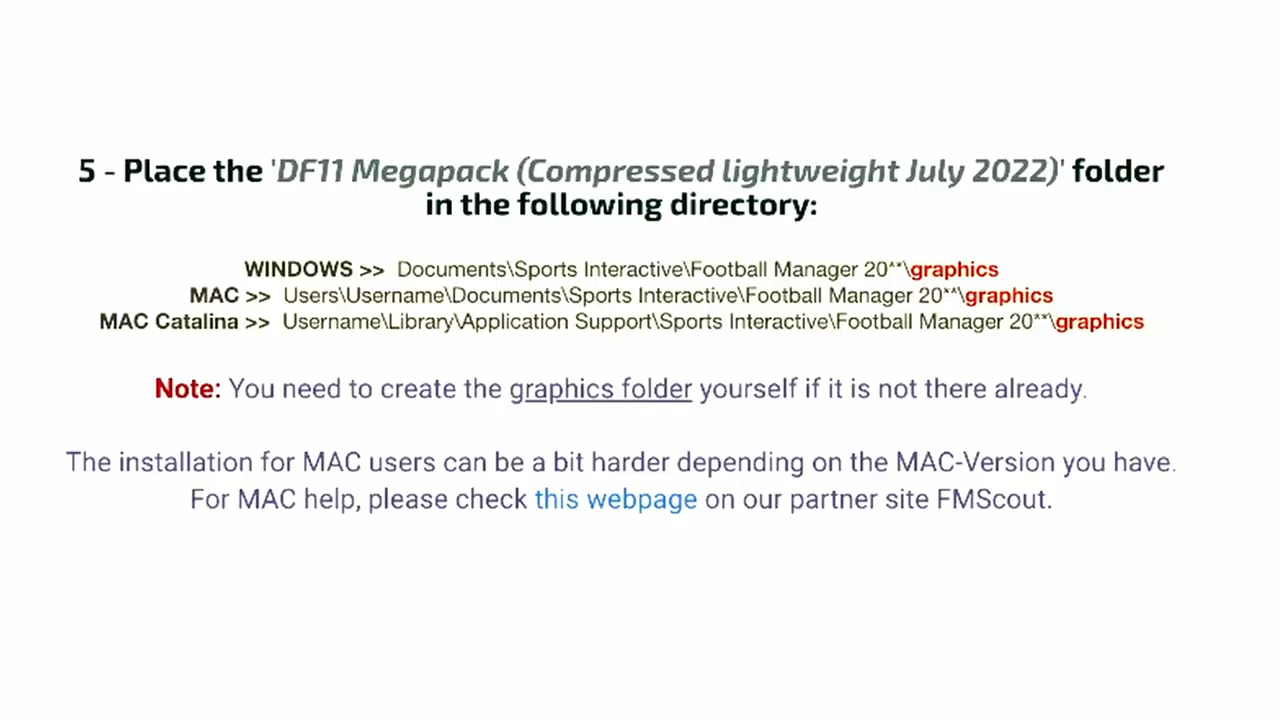 5 - Place the 'DF11 Megapack (Compressed lightweight July 2022)' folder
in the following directory:
WINDOWS >> Documents\Sports Interactive\Football Manager 20**\graphics
MAC >> Users\Username\Documents\Sports Interactive\Football Manager 20**\graphics
MAC Catalina >> Username\Library\Application Support\Sports Interactive\Football Manager 20**\graphics
Note: You need to create the graphics folder yourself if it is not there already.
The installation for MAC users can be a bit harder depending on the MAC-Version you have.
For MAC help, please check this webpage on our partner site FMScout.